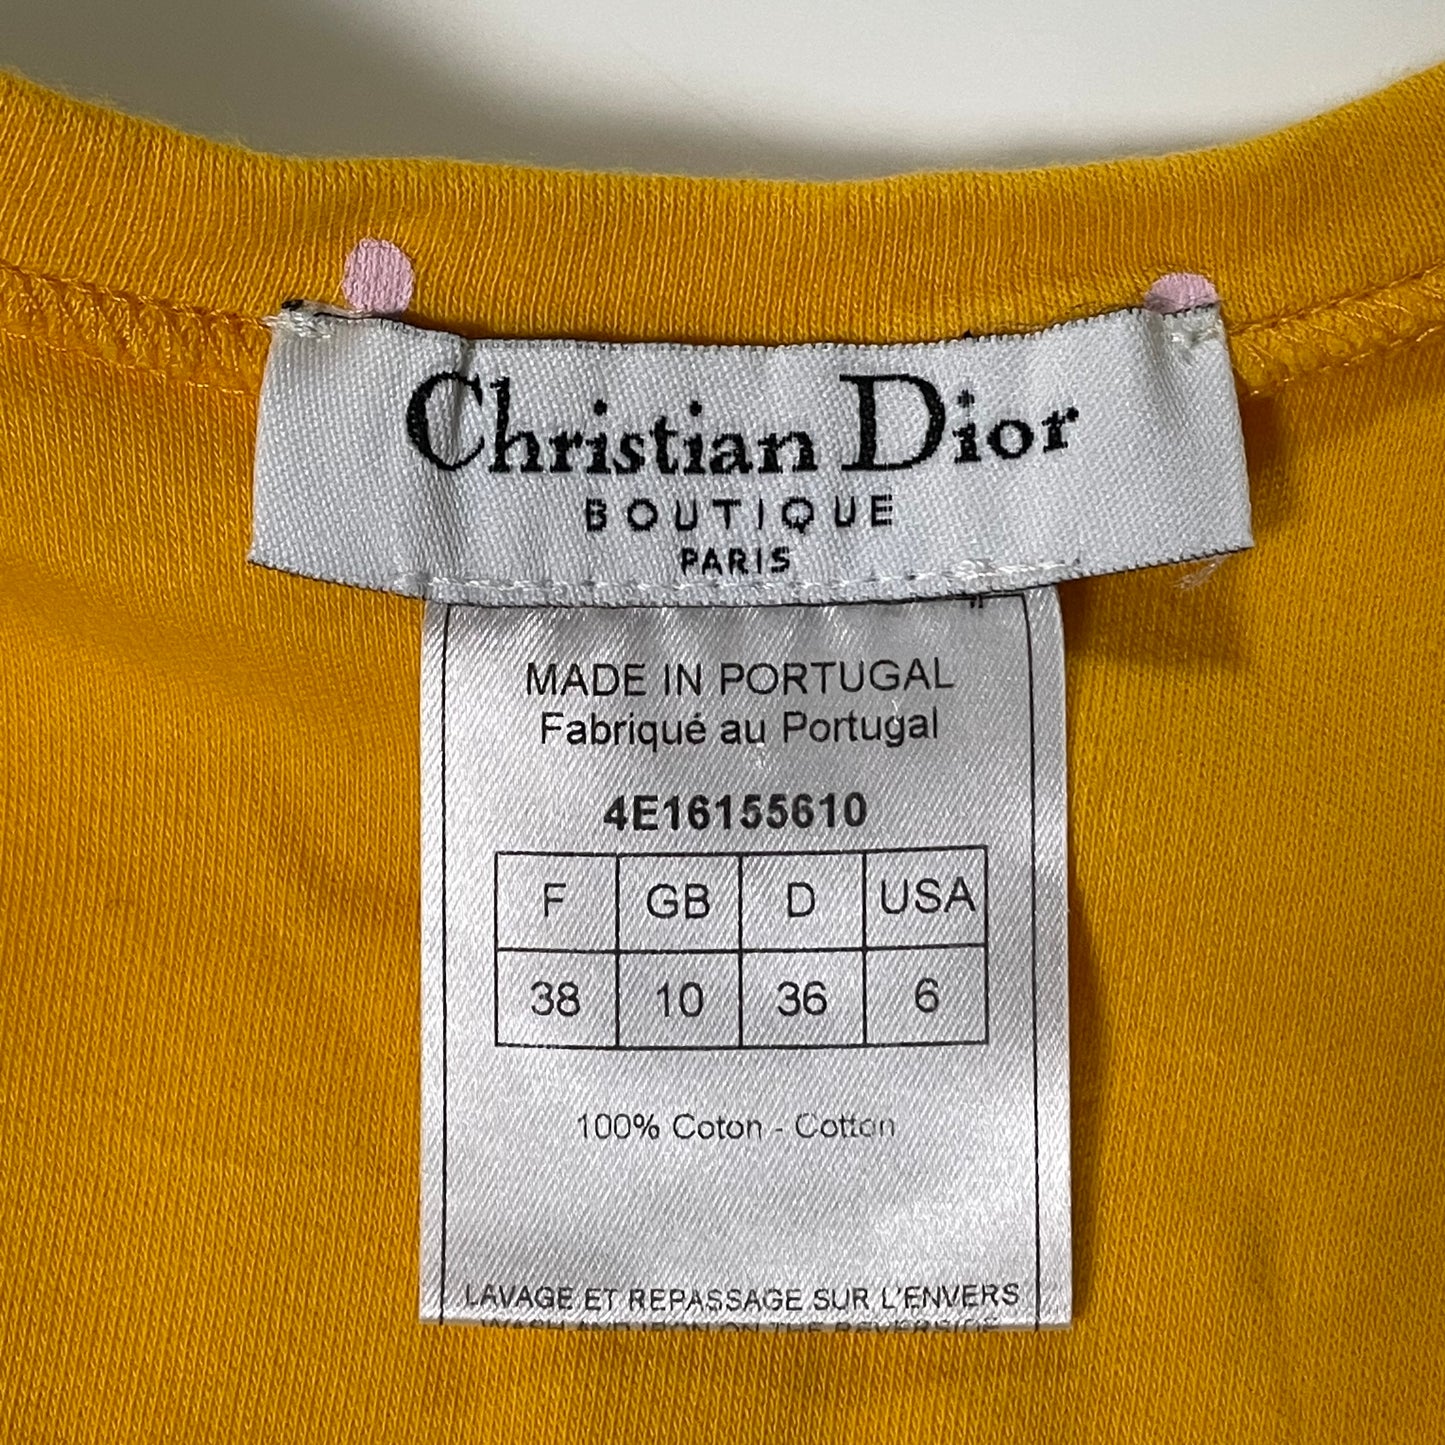 Christian Dior
BOUTIQUE
PARIS
MADE IN PORTUGAL
Fabriqué au Portugal
4E16155610
F GB D USA
38 10 36 6
100% Coton - Cotton
LAVAGE ET REPASSAGE SUR L'ENVERS